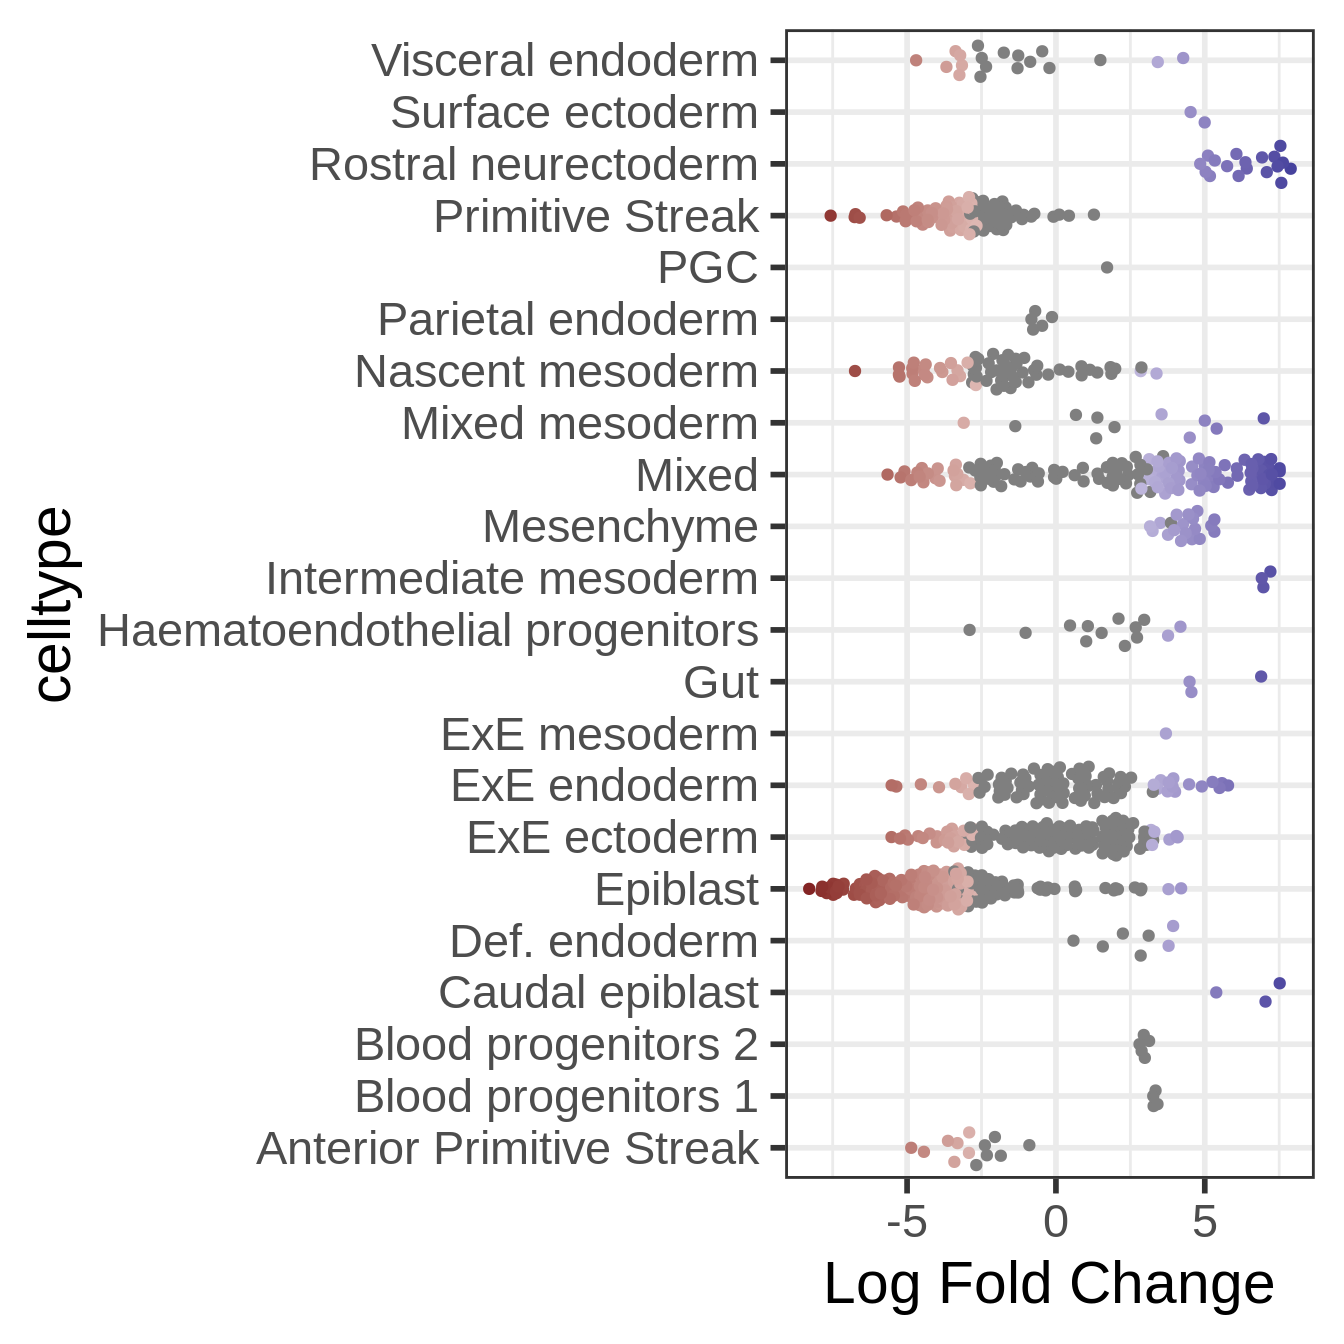 Visceral endoderm
Surface ectoderm
Rostral neurectoderm
Primitive Streak
PGC
Parietal endoderm
Nascent mesoderm
Mixed mesoderm
Mixed
Mesenchyme
Intermediate mesoderm
Haematoendothelial progenitors
Gut
ExE mesoderm
ExE endoderm
ExE ectoderm
Epiblast
Def. endoderm
Caudal epiblast
Blood progenitors 2
Blood progenitors 1
Anterior Primitive Streak
celltype
-5 0 5
Log Fold Change